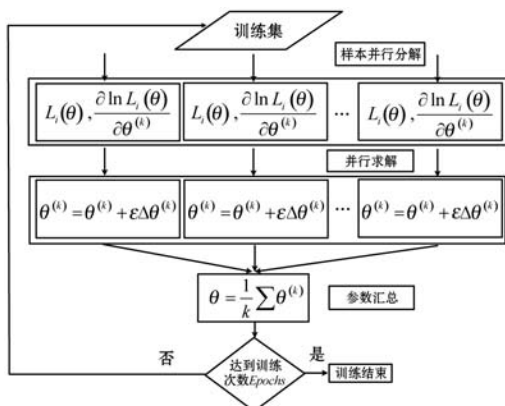 训练集
样本并行分解
L_i(θ), ∂ln L_i(θ)/∂θ^(k) L_i(θ), ∂ln L_i(θ)/∂θ^(k) … L_i(θ), ∂ln L_i(θ)/∂θ^(k)
并行求解
θ^(k)=θ^(k)+εΔθ^(k) θ^(k)=θ^(k)+εΔθ^(k) … θ^(k)=θ^(k)+εΔθ^(k)
θ=1/k ∑θ^(k)
参数汇总
否
达到训练
次数Epochs
是
训练结束